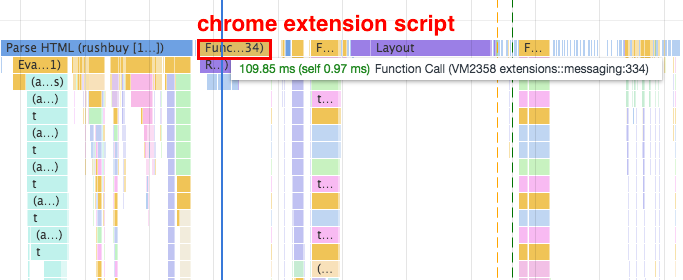 chrome extension script
Parse HTML (rushbuy [1…])
Func…34)
F…
Layout
F…
Eva…1)
R…)
109.85 ms (self 0.97 ms) Function Call (VM2358 extensions::messaging:334)
(a…s)
(a…)
t…
t
(a…)
t
(a…)
t
t…
(a…)
t
(a…)
t…
t
(…